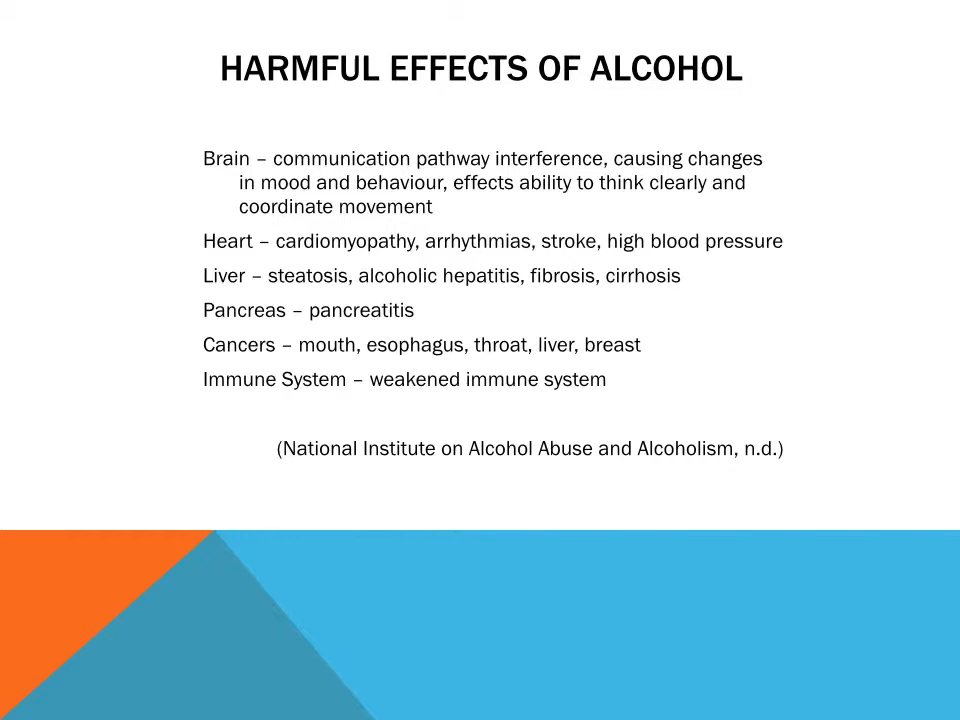 HARMFUL EFFECTS OF ALCOHOL
Brain – communication pathway interference, causing changes
in mood and behaviour, effects ability to think clearly and
coordinate movement
Heart – cardiomyopathy, arrhythmias, stroke, high blood pressure
Liver – steatosis, alcoholic hepatitis, fibrosis, cirrhosis
Pancreas – pancreatitis
Cancers – mouth, esophagus, throat, liver, breast
Immune System – weakened immune system
(National Institute on Alcohol Abuse and Alcoholism, n.d.)